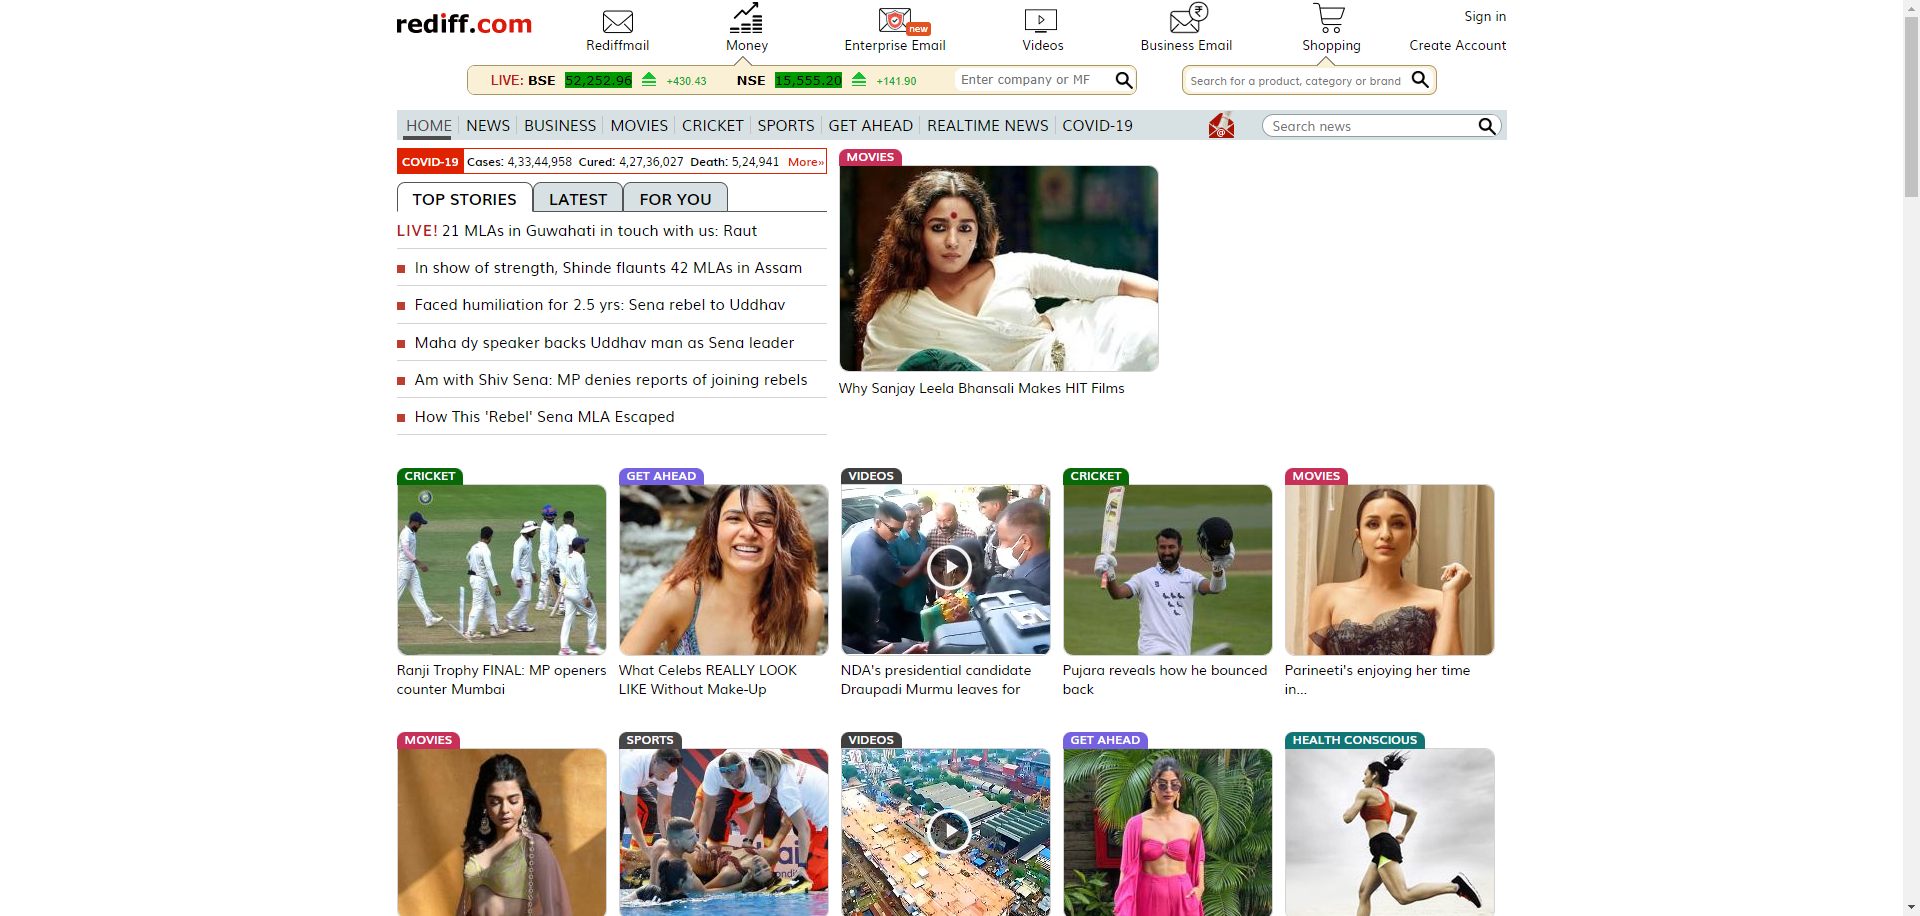 rediff.com
Rediffmail
Money
new
Enterprise Email
Videos
₹
Business Email
Shopping
Sign in
Create Account
LIVE: BSE 52,252.96 +430.43 NSE 15,555.20 +141.90 Enter company or MF
Search for a product, category or brand
HOME NEWS BUSINESS MOVIES CRICKET SPORTS GET AHEAD REALTIME NEWS COVID-19
@
Search news
COVID-19 Cases: 4,33,44,958 Cured: 4,27,36,027 Death: 5,24,941 More»
TOP STORIES LATEST FOR YOU
LIVE! 21 MLAs in Guwahati in touch with us: Raut
In show of strength, Shinde flaunts 42 MLAs in Assam
Faced humiliation for 2.5 yrs: Sena rebel to Uddhav
Maha dy speaker backs Uddhav man as Sena leader
Am with Shiv Sena: MP denies reports of joining rebels
How This 'Rebel' Sena MLA Escaped
MOVIES
Why Sanjay Leela Bhansali Makes HIT Films
CRICKET
Ranji Trophy FINAL: MP openers
counter Mumbai
GET AHEAD
What Celebs REALLY LOOK
LIKE Without Make-Up
VIDEOS
NDA's presidential candidate
Draupadi Murmu leaves for
CRICKET
Pujara reveals how he bounced
back
MOVIES
Parineeti's enjoying her time
in...
MOVIES
SPORTS
VIDEOS
GET AHEAD
HEALTH CONSCIOUS